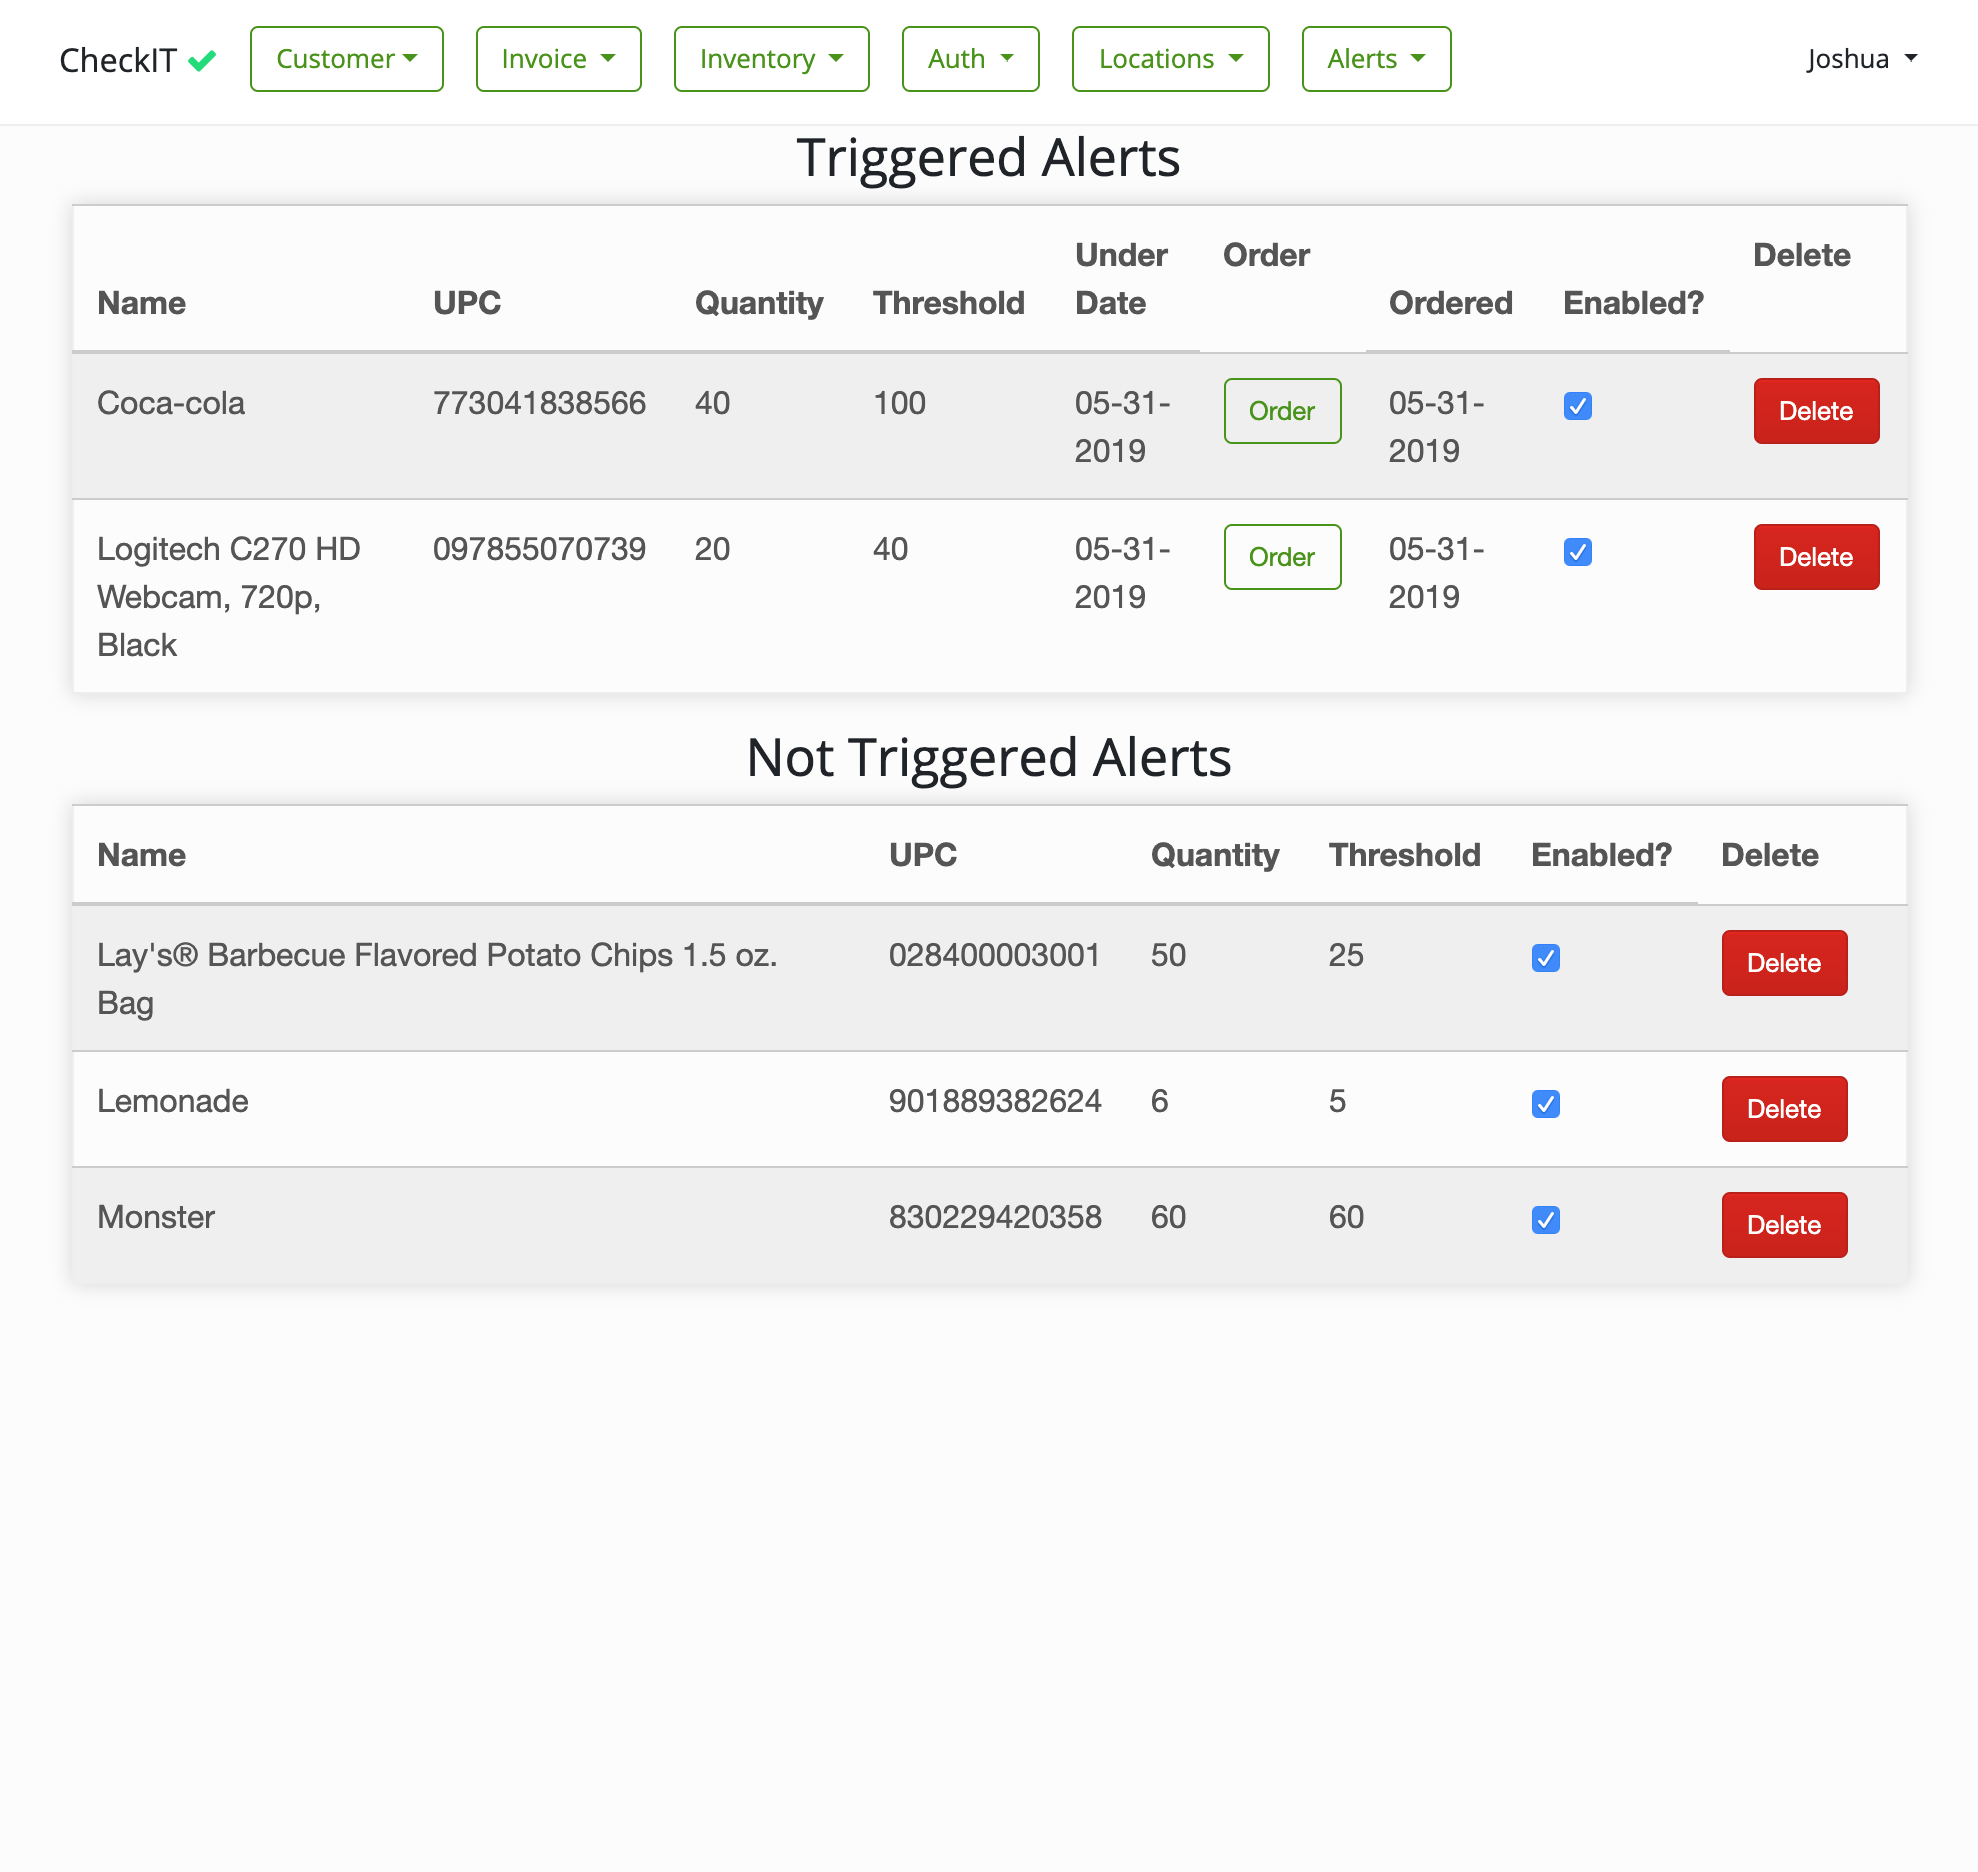 CheckIT Customer Invoice Inventory Auth Locations Alerts Joshua
Triggered Alerts
Name UPC Quantity Threshold Under Date Order Ordered Enabled? Delete
Coca-cola 773041838566 40 100 05-31- Order 05-31- Delete
2019 2019
Logitech C270 HD 097855070739 20 40 05-31- Order 05-31- Delete
Webcam, 720p, 2019 2019
Black
Not Triggered Alerts
Name UPC Quantity Threshold Enabled? Delete
Lay's® Barbecue Flavored Potato Chips 1.5 oz. 028400003001 50 25 Delete
Bag
Lemonade 901889382624 6 5 Delete
Monster 830229420358 60 60 Delete